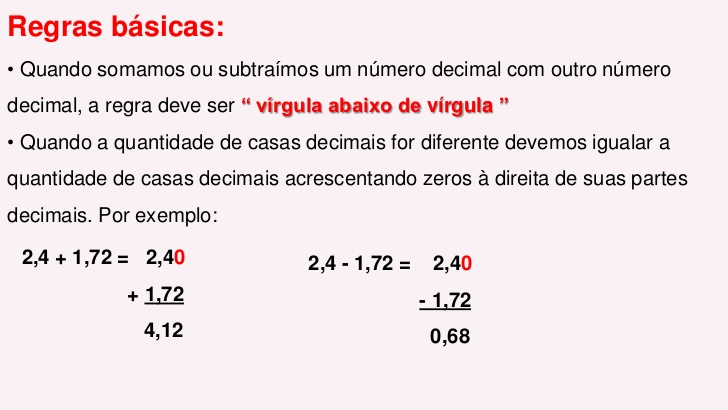 Regras básicas:
• Quando somamos ou subtraímos um número decimal com outro número
decimal, a regra deve ser “ vírgula abaixo de vírgula ”
• Quando a quantidade de casas decimais for diferente devemos igualar a
quantidade de casas decimais acrescentando zeros à direita de suas partes
decimais. Por exemplo:
2,4 + 1,72 = 2,40
+ 1,72
4,12
2,4 - 1,72 = 2,40
- 1,72
0,68